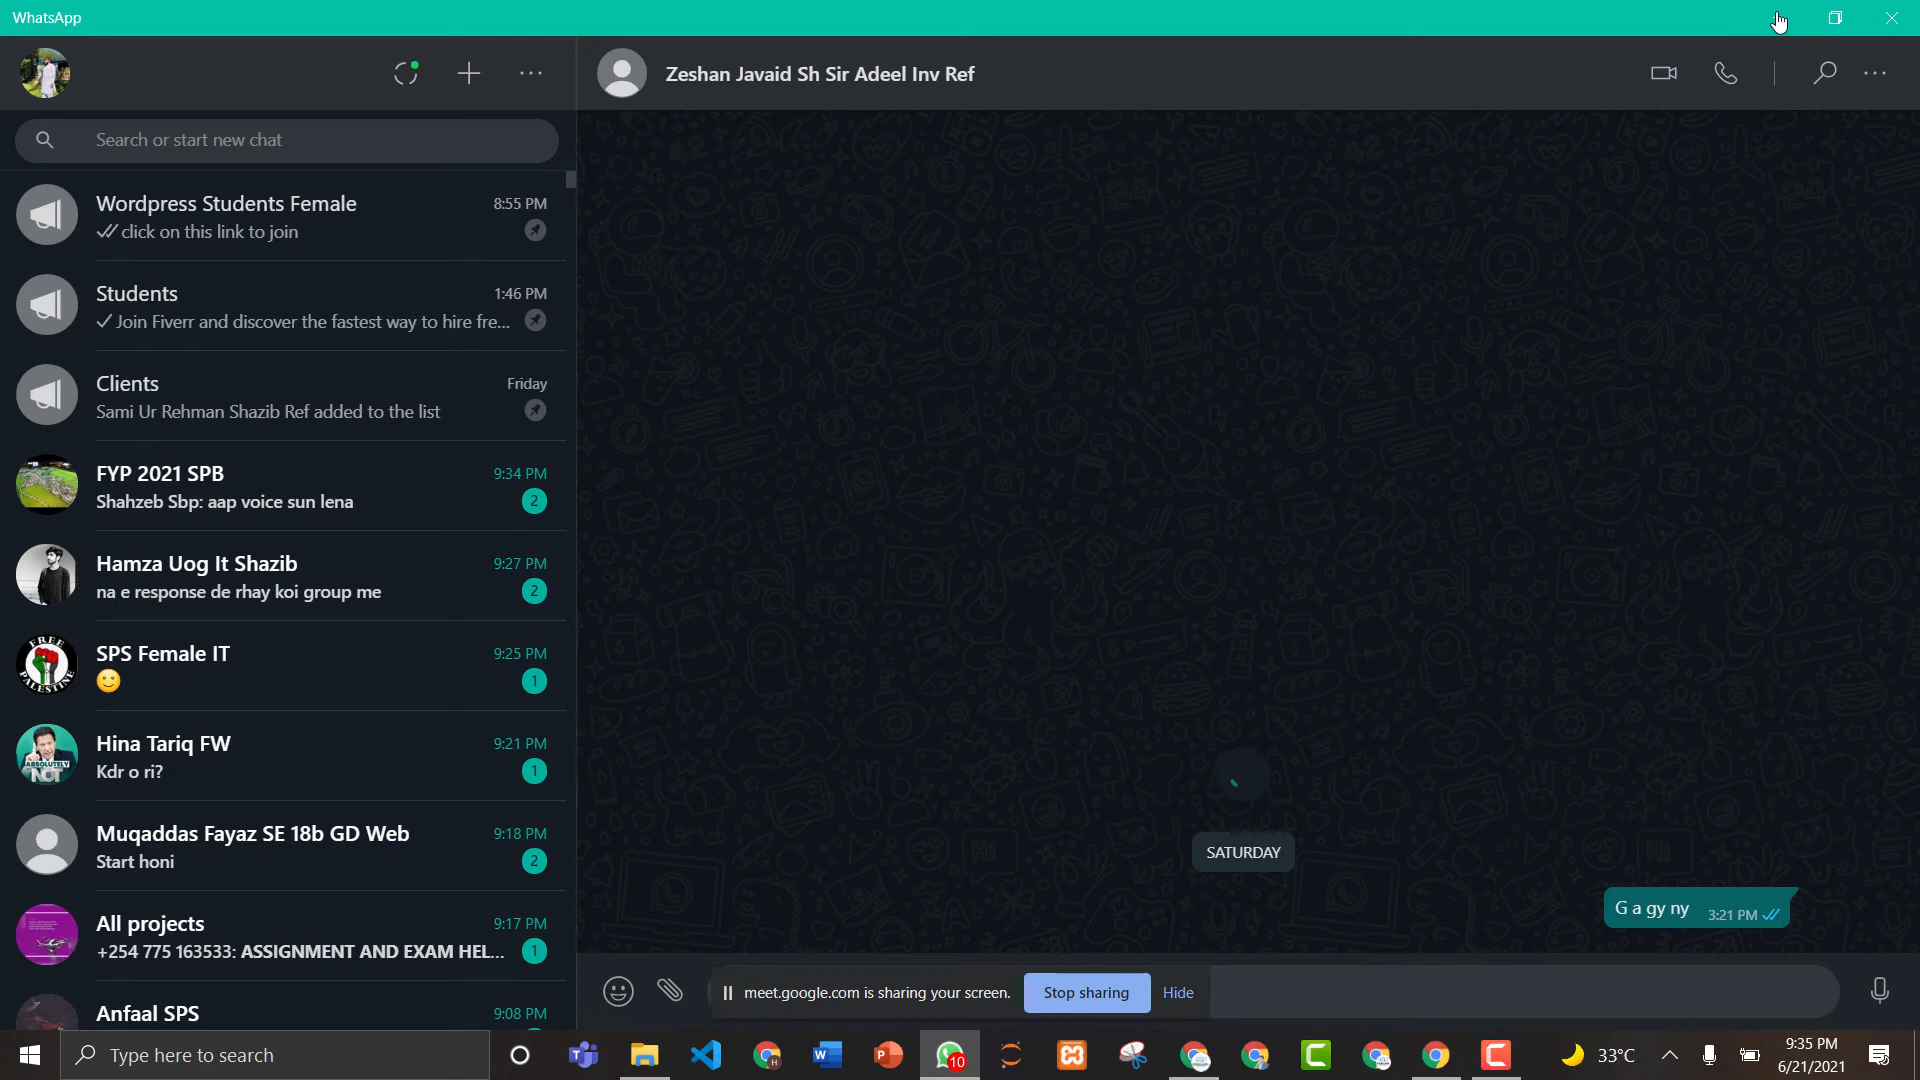 WhatsApp
Zeshan Javaid Sh Sir Adeel Inv Ref
Search or start new chat
Wordpress Students Female
8:55 PM
click on this link to join
Students
1:46 PM
Join Fiverr and discover the fastest way to hire fre...
Clients
Friday
Sami Ur Rehman Shazib Ref added to the list
FYP 2021 SPB
9:34 PM
Shahzeb Sbp: aap voice sun lena
2
Hamza Uog It Shazib
9:27 PM
na e response de rhay koi group me
2
FREE
PALESTINE
SPS Female IT
9:25 PM
1
ABSOLUTELY
NOT
Hina Tariq FW
9:21 PM
Kdr o ri?
1
Muqaddas Fayaz SE 18b GD Web
9:18 PM
Start honi
2
All projects
9:17 PM
+254 775 163533: ASSIGNMENT AND EXAM HEL...
1
Anfaal SPS
9:08 PM
SATURDAY
G a gy ny 3:21 PM
meet.google.com is sharing your screen.
Stop sharing
Hide
Type here to search
10
33°C
9:35 PM
6/21/2021